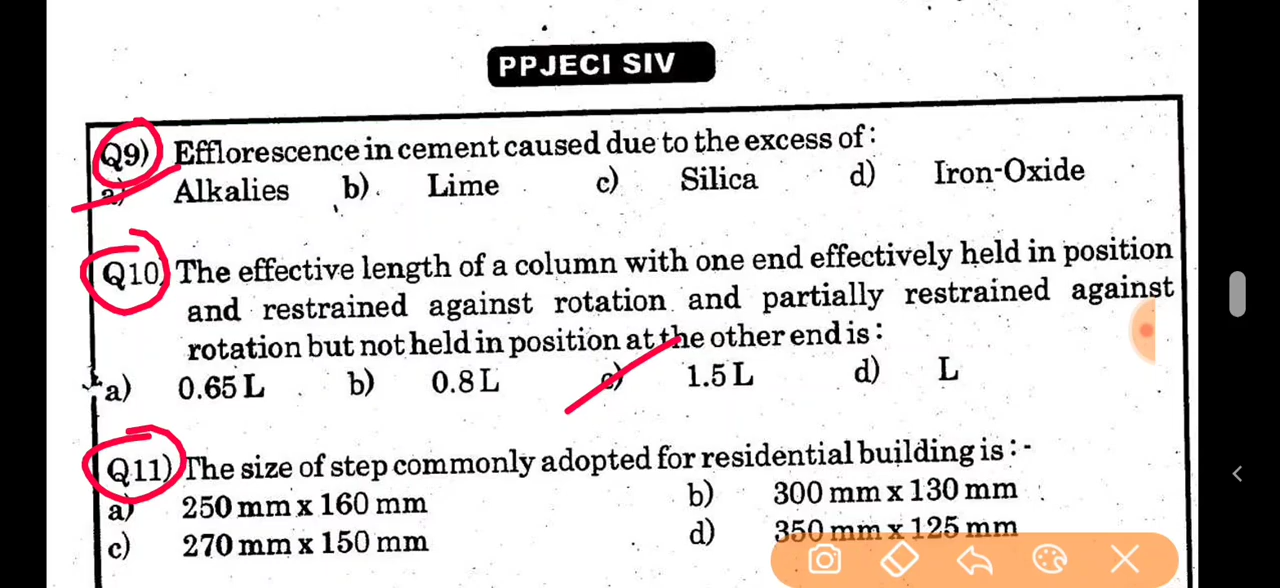 PPJECI SIV
Q9) Efflorescence in cement caused due to the excess of :
a) Alkalies b) Lime c) Silica d) Iron-Oxide
Q10) The effective length of a column with one end effectively held in position
and restrained against rotation and partially restrained against
rotation but not held in position at the other end is :
a) 0.65 L b) 0.8 L c) 1.5 L d) L
Q11) The size of step commonly adopted for residential building is : -
a) 250 mm x 160 mm b) 300 mm x 130 mm
c) 270 mm x 150 mm d) 350 mm x 125 mm